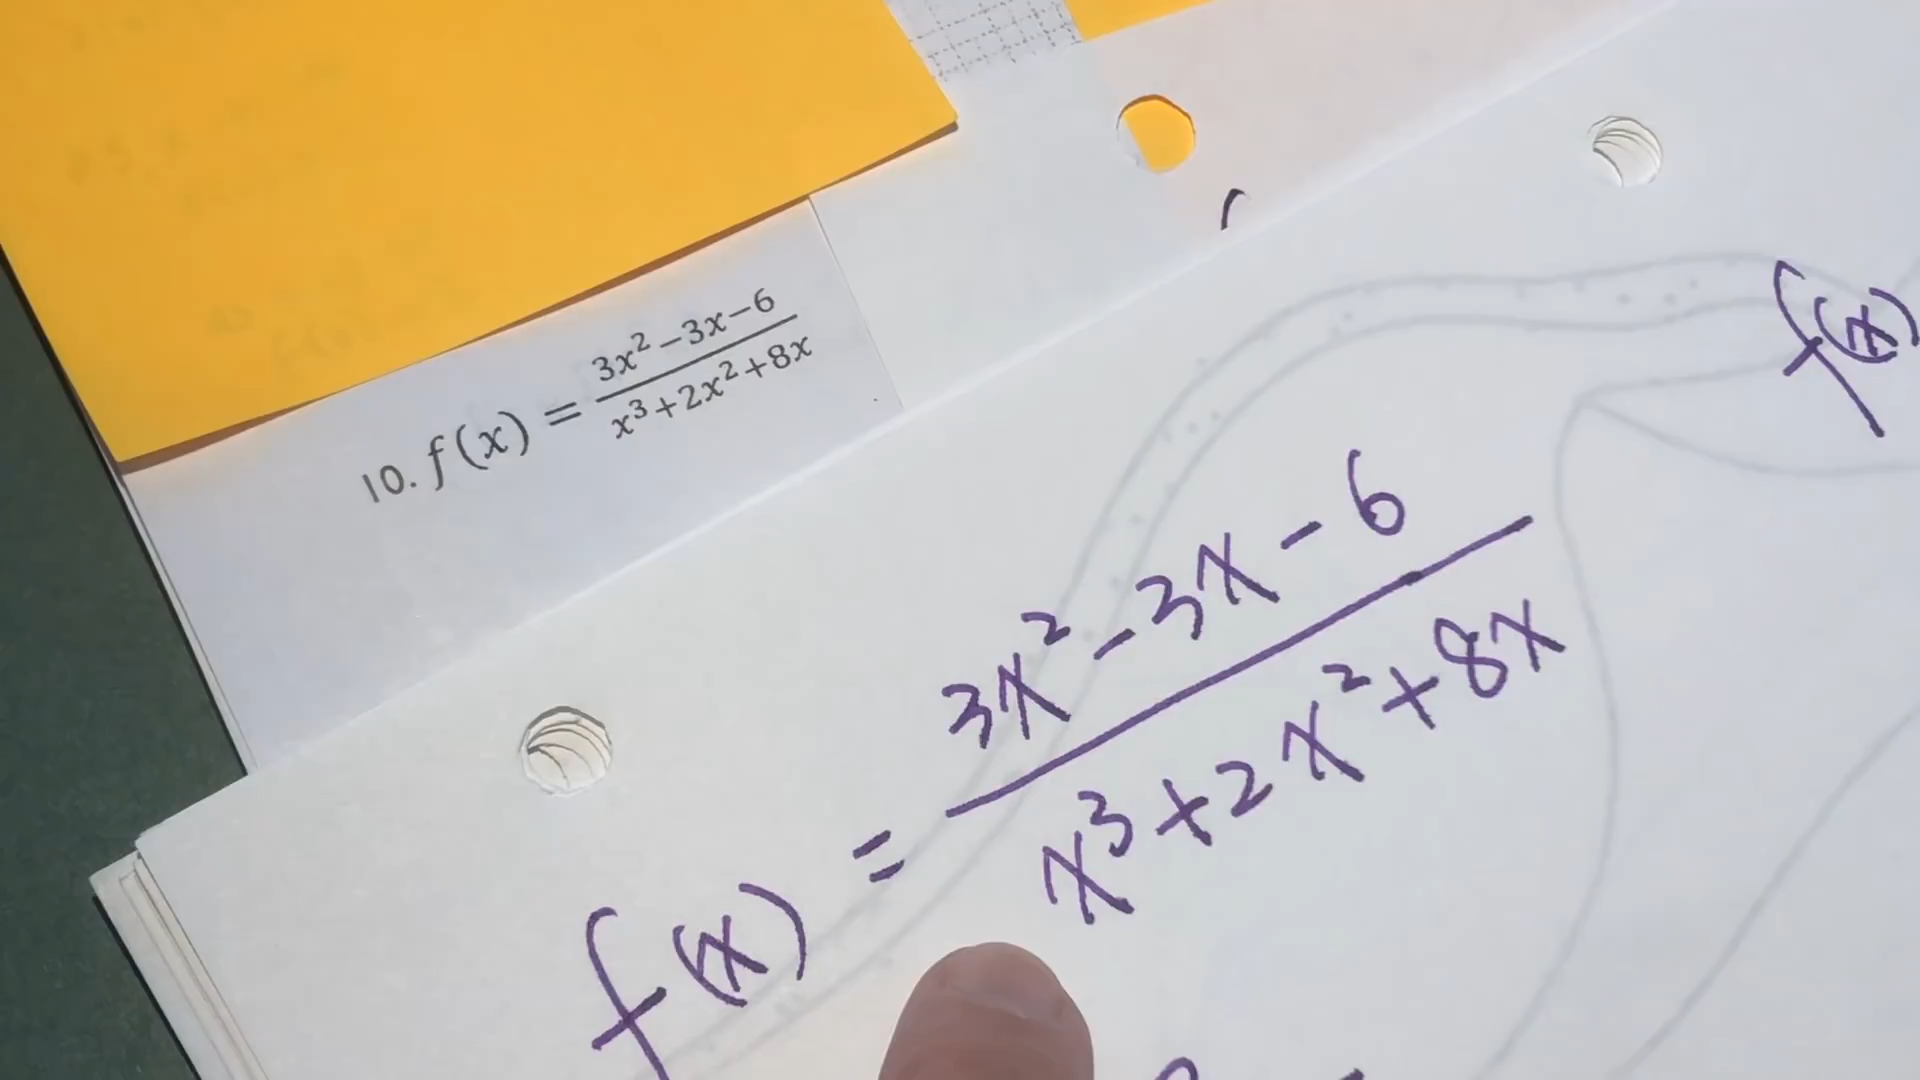 10. f(x) = (3x²−3x−6)/(x³+2x²+8x)
f(x) = (3x²−3x−6)/(x³+2x²+8x)
f(x)